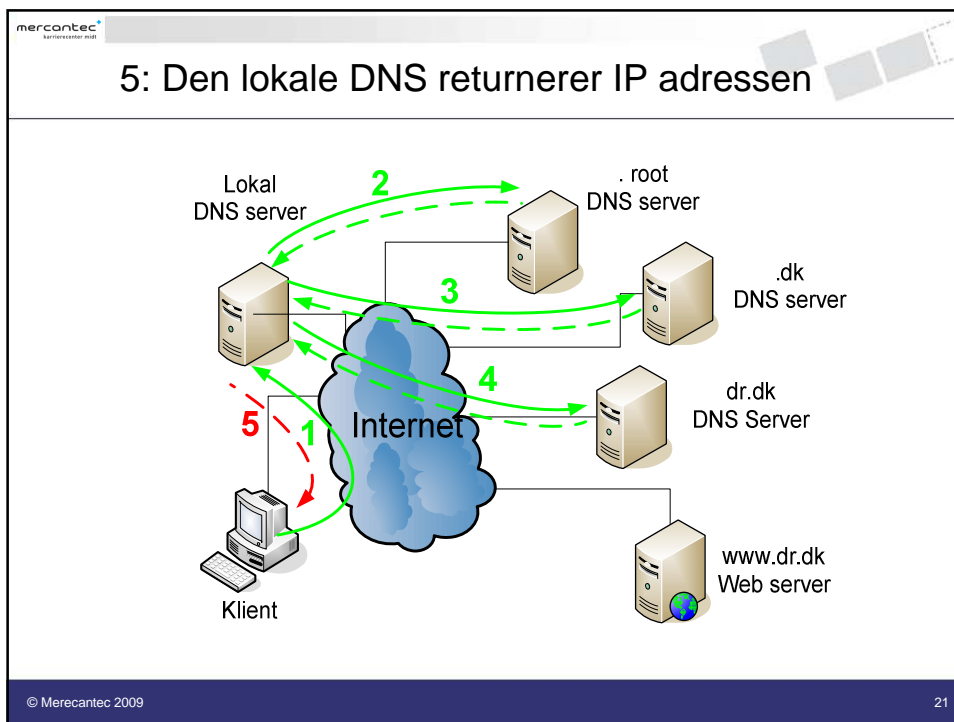 mercantec
karrierecenter midt
5: Den lokale DNS returnerer IP adressen
Lokal
DNS server
2
. root
DNS server
3
.dk
DNS server
4
dr.dk
DNS Server
5
1
Internet
Klient
www.dr.dk
Web server
© Merecantec 2009
21